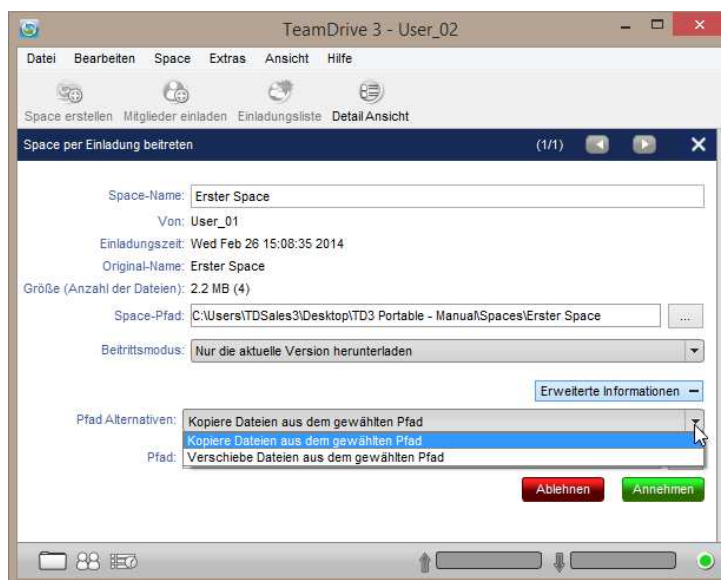 TeamDrive 3 - User_02
Datei Bearbeiten Space Extras Ansicht Hilfe
Space erstellen Mitglieder einladen Einladungsliste Detail Ansicht
Space per Einladung beitreten (1/1)
Space-Name: Erster Space
Von: User_01
Einladungszeit: Wed Feb 26 15:08:35 2014
Original-Name: Erster Space
Größe (Anzahl der Dateien): 2.2 MB (4)
Space-Pfad: C:\Users\TDSales3\Desktop\TD3 Portable - Manual\Spaces\Erster Space ...
Beitrittsmodus: Nur die aktuelle Version herunterladen
Erweiterte Informationen
Pfad Alternativen: Kopiere Dateien aus dem gewählten Pfad
Kopiere Dateien aus dem gewählten Pfad
Pfad: Verschiebe Dateien aus dem gewählten Pfad
Ablehnen Annehmen